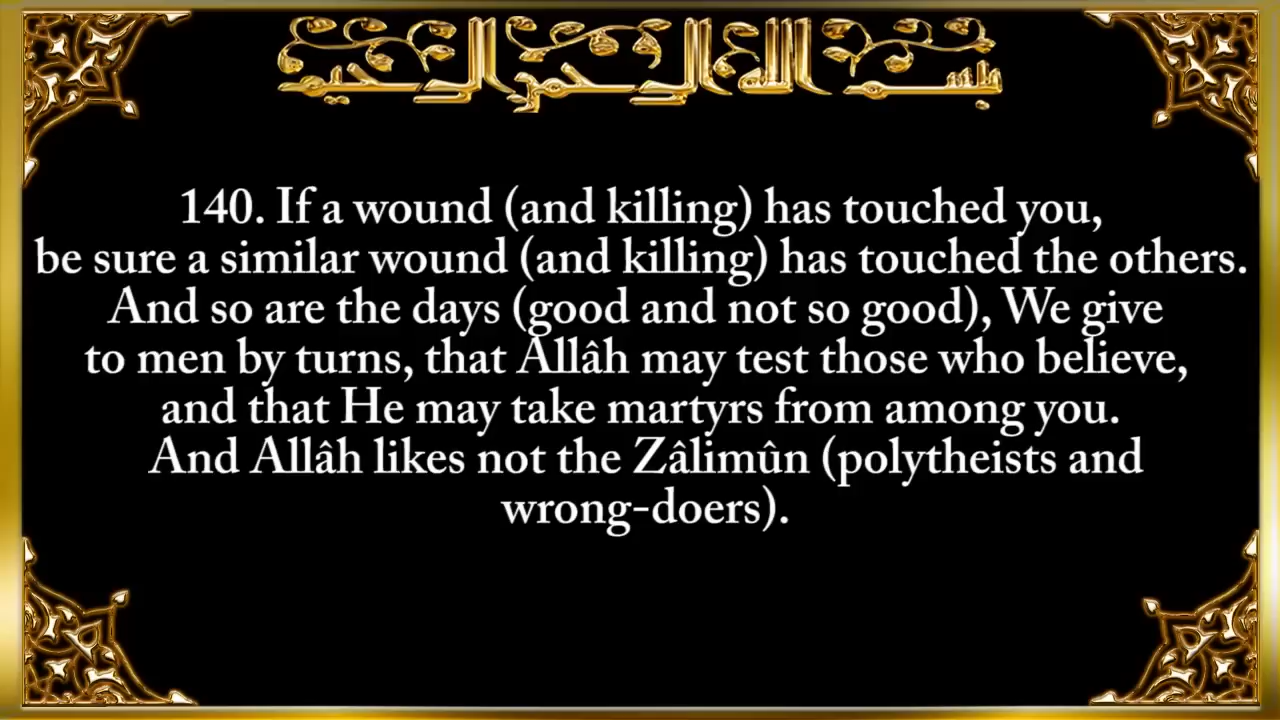 بسم الله الرحمن الرحيم
140. If a wound (and killing) has touched you,
be sure a similar wound (and killing) has touched the others.
And so are the days (good and not so good), We give
to men by turns, that Allâh may test those who believe,
and that He may take martyrs from among you.
And Allâh likes not the Zâlimûn (polytheists and
wrong-doers).